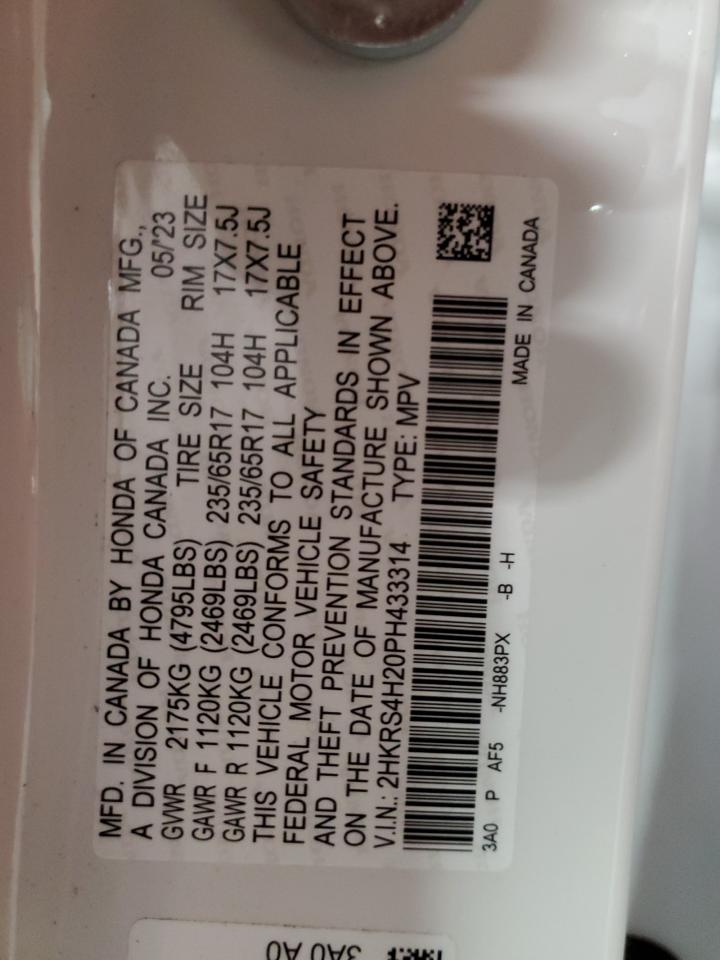 MFD. IN CANADA BY HONDA OF CANADA MFG.,
A DIVISION OF HONDA CANADA INC. 05/'23
GVWR 2175KG (4795LBS) TIRE SIZE RIM SIZE
GAWR F 1120KG (2469LBS) 235/65R17 104H 17X7.5J
GAWR R 1120KG (2469LBS) 235/65R17 104H 17X7.5J
THIS VEHICLE CONFORMS TO ALL APPLICABLE
FEDERAL MOTOR VEHICLE SAFETY
AND THEFT PREVENTION STANDARDS IN EFFECT
ON THE DATE OF MANUFACTURE SHOWN ABOVE.
V.I.N.: 2HKRS4H20PH433314 TYPE: MPV
3A0 P AF5 -NH883PX -B -H
MADE IN CANADA
3A0 A0